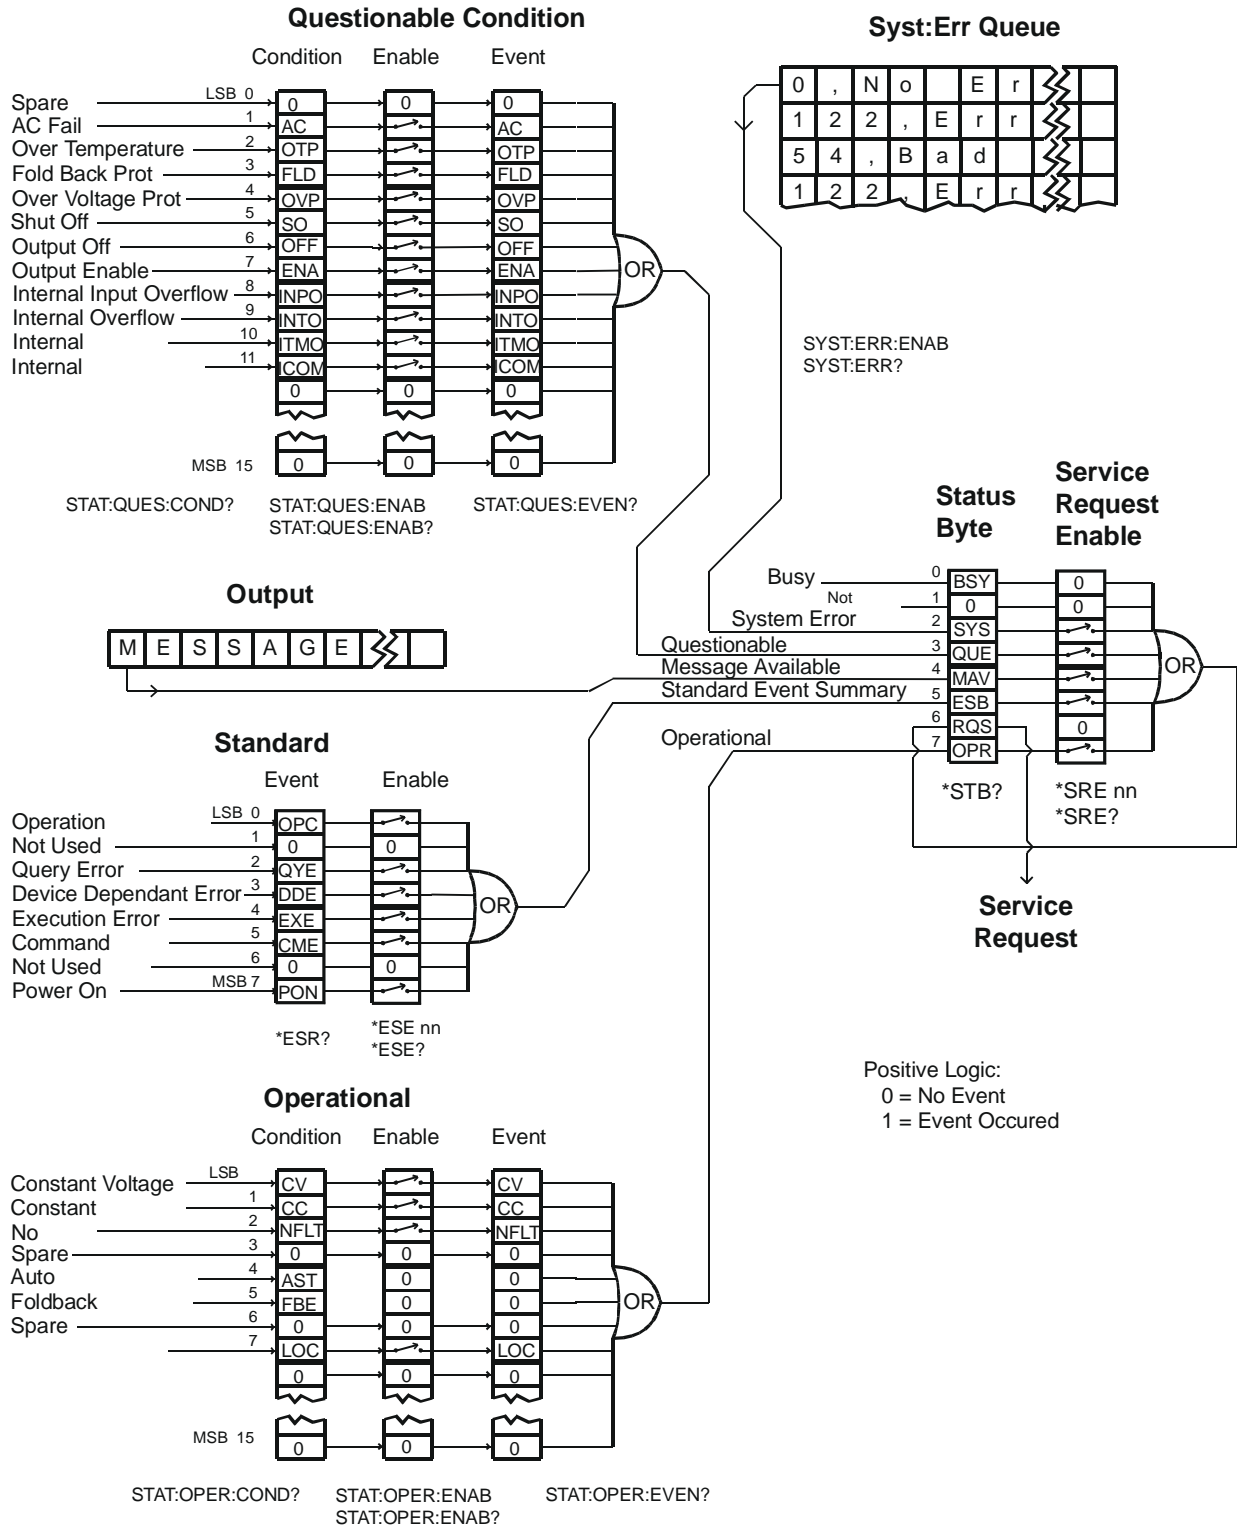 Questionable Condition
Condition Enable Event
Spare LSB 0 0 0 0
AC Fail 1 AC AC
Over Temperature 2 OTP OTP
Fold Back Prot 3 FLD FLD
Over Voltage Prot 4 OVP OVP
Shut Off 5 SO SO
Output Off 6 OFF OFF
Output Enable 7 ENA ENA
Internal Input Overflow 8 INPO INPO
Internal Overflow 9 INTO INTO
Internal 10 ITMO ITMO
Internal 11 ICOM ICOM
0 0 0
MSB 15 0 0 0
OR
STAT:QUES:COND? STAT:QUES:ENAB STAT:QUES:EVEN?
STAT:QUES:ENAB?
Syst:Err Queue
0 , N o E r
1 2 2 , E r r
5 4 , B a d
1 2 2 , E r r
SYST:ERR:ENAB
SYST:ERR?
Output
M E S S A G E
Status
Byte
Service
Request
Enable
Busy 0 BSY 0
Not 1 0 0
System Error 2 SYS
Questionable 3 QUE
Message Available 4 MAV
Standard Event Summary 5 ESB
6 RQS 0
Operational 7 OPR
OR
*STB? *SRE nn
*SRE?
Service
Request
Standard
Event Enable
Operation LSB 0 OPC
Not Used 1 0 0
Query Error 2 QYE
Device Dependant Error 3 DDE
Execution Error 4 EXE
Command 5 CME
Not Used 6 0 0
Power On MSB 7 PON
OR
*ESR? *ESE nn
*ESE?
Positive Logic:
0 = No Event
1 = Event Occured
Operational
Condition Enable Event
Constant Voltage LSB CV CV
Constant 1 CC CC
No 2 NFLT NFLT
Spare 3 0 0 0
Auto 4 AST 0 0
Foldback 5 FBE 0 0
Spare 6 0 0 0
7 LOC LOC
0 0 0
MSB 15 0 0 0
OR
STAT:OPER:COND? STAT:OPER:ENAB STAT:OPER:EVEN?
STAT:OPER:ENAB?